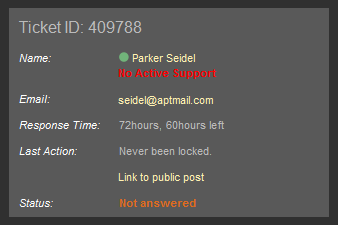 Ticket ID: 409788
Name: Parker Seidel
No Active Support
Email: seidel@aptmail.com
Response Time: 72hours, 60hours left
Last Action: Never been locked.
Link to public post
Status: Not answered